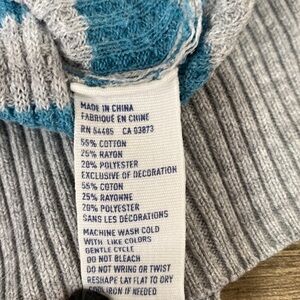 MADE IN CHINA
FABRIQUÉ EN CHINE
RN 54485 CA 03873
55% COTTON
25% RAYON
20% POLYESTER
EXCLUSIVE OF DECORATION
55% COTON
25% RAYONNE
20% POLYESTER
SANS LES DÉCORATIONS
MACHINE WASH COLD
WITH LIKE COLORS
GENTLE CYCLE
DO NOT BLEACH
DO NOT WRING OR TWIST
RESHAPE LAY FLAT TO DRY
IRON IF NEEDED